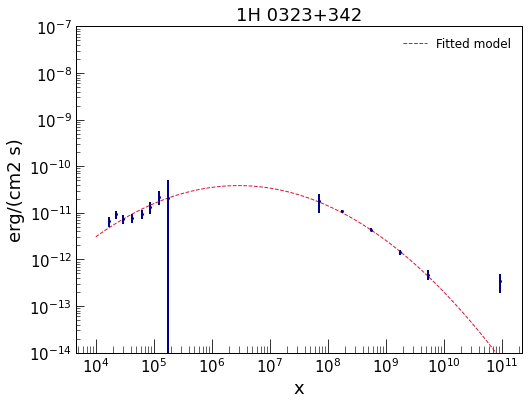 1H 0323+342
Fitted model
erg/(cm2 s)
10^{-7}
10^{-8}
10^{-9}
10^{-10}
10^{-11}
10^{-12}
10^{-13}
10^{-14}
10^4 10^5 10^6 10^7 10^8 10^9 10^{10} 10^{11}
x